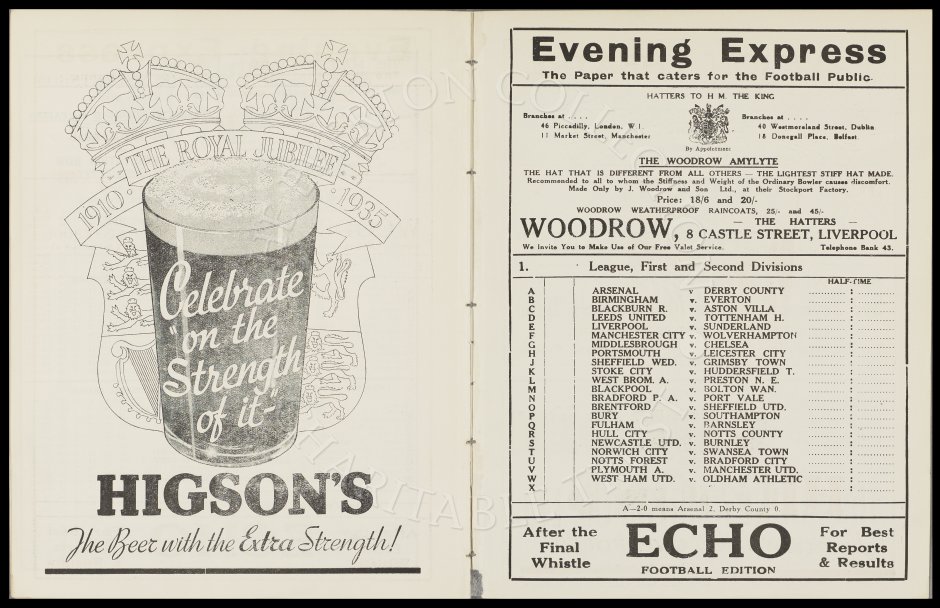 THE ROYAL JUBILEE
1910 1935
Celebrate
"on the
Strength
of it"-
HIGSON'S
The Beer with the Extra Strength!
Evening Express
The Paper that caters for the Football Public.
HATTERS TO H M. THE KING
Branches at . . . .
46 Piccadilly, London, W 1.
11 Market Street, Manchester
Branches at . . . .
40 Westmoreland Street, Dublin
18 Donegall Place, Belfast.
By Appointment
THE WOODROW AMYLYTE
THE HAT THAT IS DIFFERENT FROM ALL OTHERS — THE LIGHTEST STIFF HAT MADE.
Recommended to all to whom the Stiffness and Weight of the Ordinary Bowler causes discomfort.
Made Only by J. Woodrow and Son Ltd., at their Stockport Factory.
Price: 18/6 and 20/-
WOODROW WEATHERPROOF RAINCOATS, 25/- and 45/-
WOODROW, — THE HATTERS —
8 CASTLE STREET, LIVERPOOL
We Invite You to Make Use of Our Free Valet Service. Telephone Bank 43.
1. League, First and Second Divisions
HALF-TIME
A ARSENAL v. DERBY COUNTY :
B BIRMINGHAM v. EVERTON :
C BLACKBURN R. v. ASTON VILLA :
D LEEDS UNITED v. TOTTENHAM H. :
E LIVERPOOL v. SUNDERLAND :
F MANCHESTER CITY v. WOLVERHAMPTON :
G MIDDLESBROUGH v. CHELSEA :
H PORTSMOUTH v. LEICESTER CITY :
J SHEFFIELD WED. v. GRIMSBY TOWN :
K STOKE CITY v. HUDDERSFIELD T. :
L WEST BROM. A. v. PRESTON N. E. :
M BLACKPOOL v. BOLTON WAN. :
N BRADFORD P. A. v. PORT VALE :
O BRENTFORD v. SHEFFIELD UTD. :
P BURY v. SOUTHAMPTON :
Q FULHAM v. BARNSLEY :
R HULL CITY v. NOTTS COUNTY :
S NEWCASTLE UTD. v. BURNLEY :
T NORWICH CITY v. SWANSEA TOWN :
U NOTTS FOREST v. BRADFORD CITY :
V PLYMOUTH A. v. MANCHESTER UTD. :
W WEST HAM UTD. v. OLDHAM ATHLETIC :
X :
A—2-0 means Arsenal 2, Derby County 0.
After the
Final
Whistle
ECHO
FOOTBALL EDITION
For Best
Reports
& Results